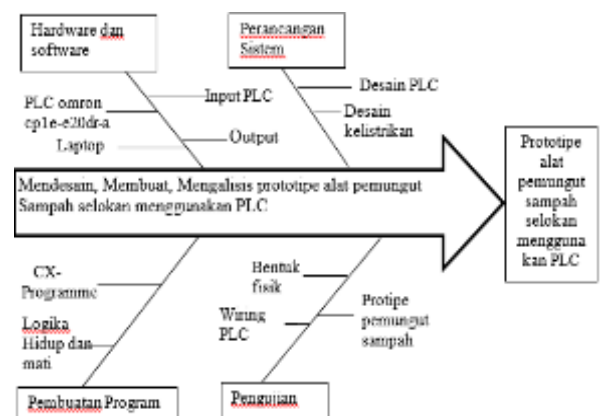 Hardware dan
software
Perancangan
Sistem
PLC omron
cp1e-e20dr-a
Laptop
Input PLC
Output
Desain PLC
Desain
kelistrikan
Mendesain, Membuat, Mengalisis prototipe alat pemungut
Sampah selokan menggunakan PLC
Prototipe
alat
pemungut
sampah
selokan
mengguna
kan PLC
CX-
Programme
Logika
Hidup dan
mati
Bentuk
fisik
Wiring
PLC
Protipe
pemungut
sampah
Pembuatan Program
Pengujian